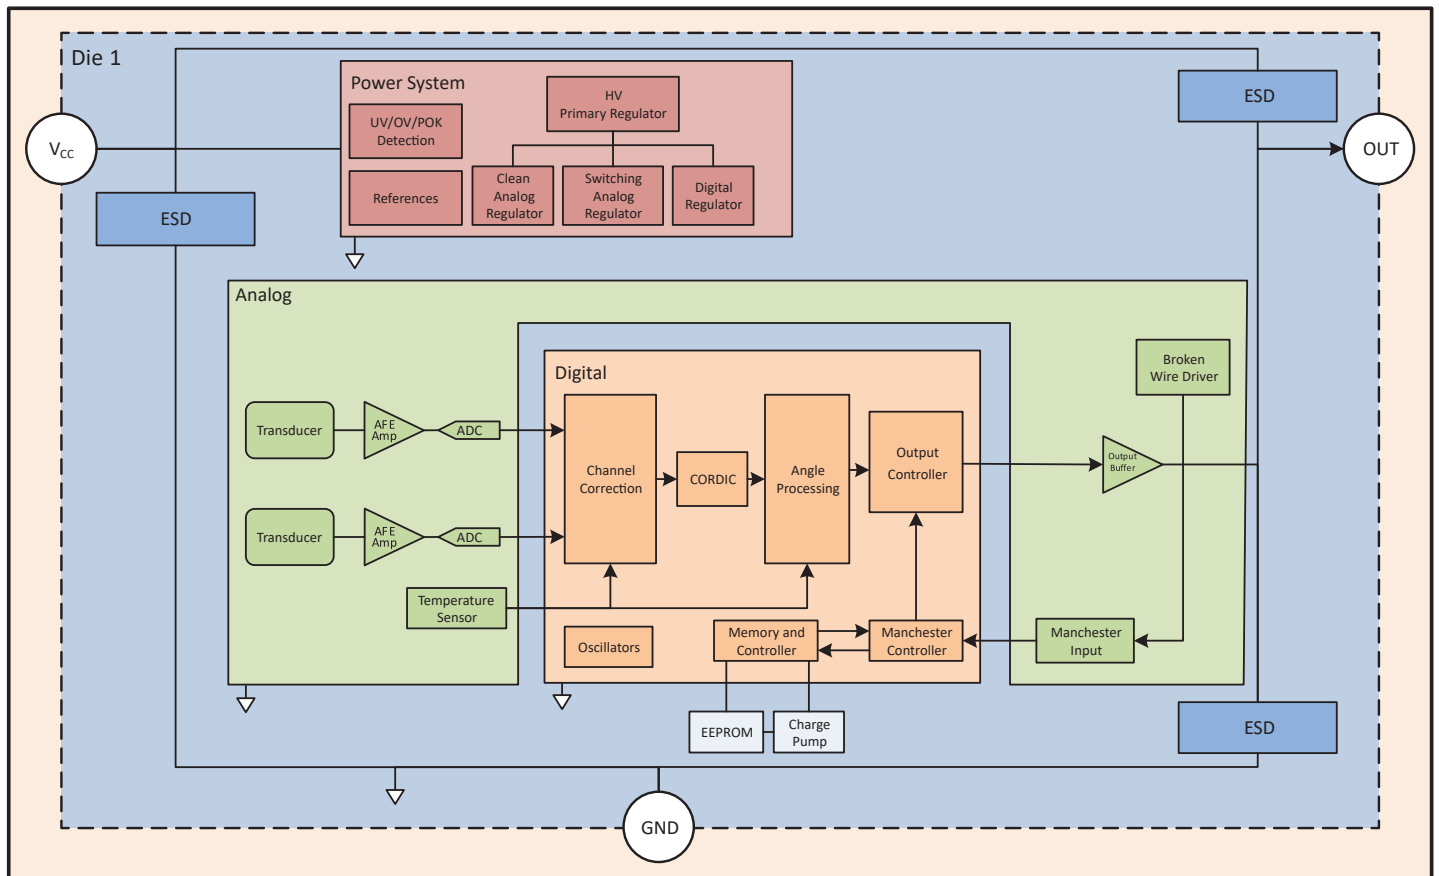 Die 1
Power System
HV
Primary Regulator
UV/OV/POK
Detection
References
Clean
Analog
Regulator
Switching
Analog
Regulator
Digital
Regulator
ESD
V_CC
OUT
ESD
Analog
Digital
Broken
Wire Driver
Transducer
AFE
Amp
ADC
Channel
Correction
CORDIC
Angle
Processing
Output
Controller
Output
Buffer
Transducer
AFE
Amp
ADC
Temperature
Sensor
Oscillators
Memory and
Controller
Manchester
Controller
Manchester
Input
EEPROM
Charge
Pump
ESD
GND